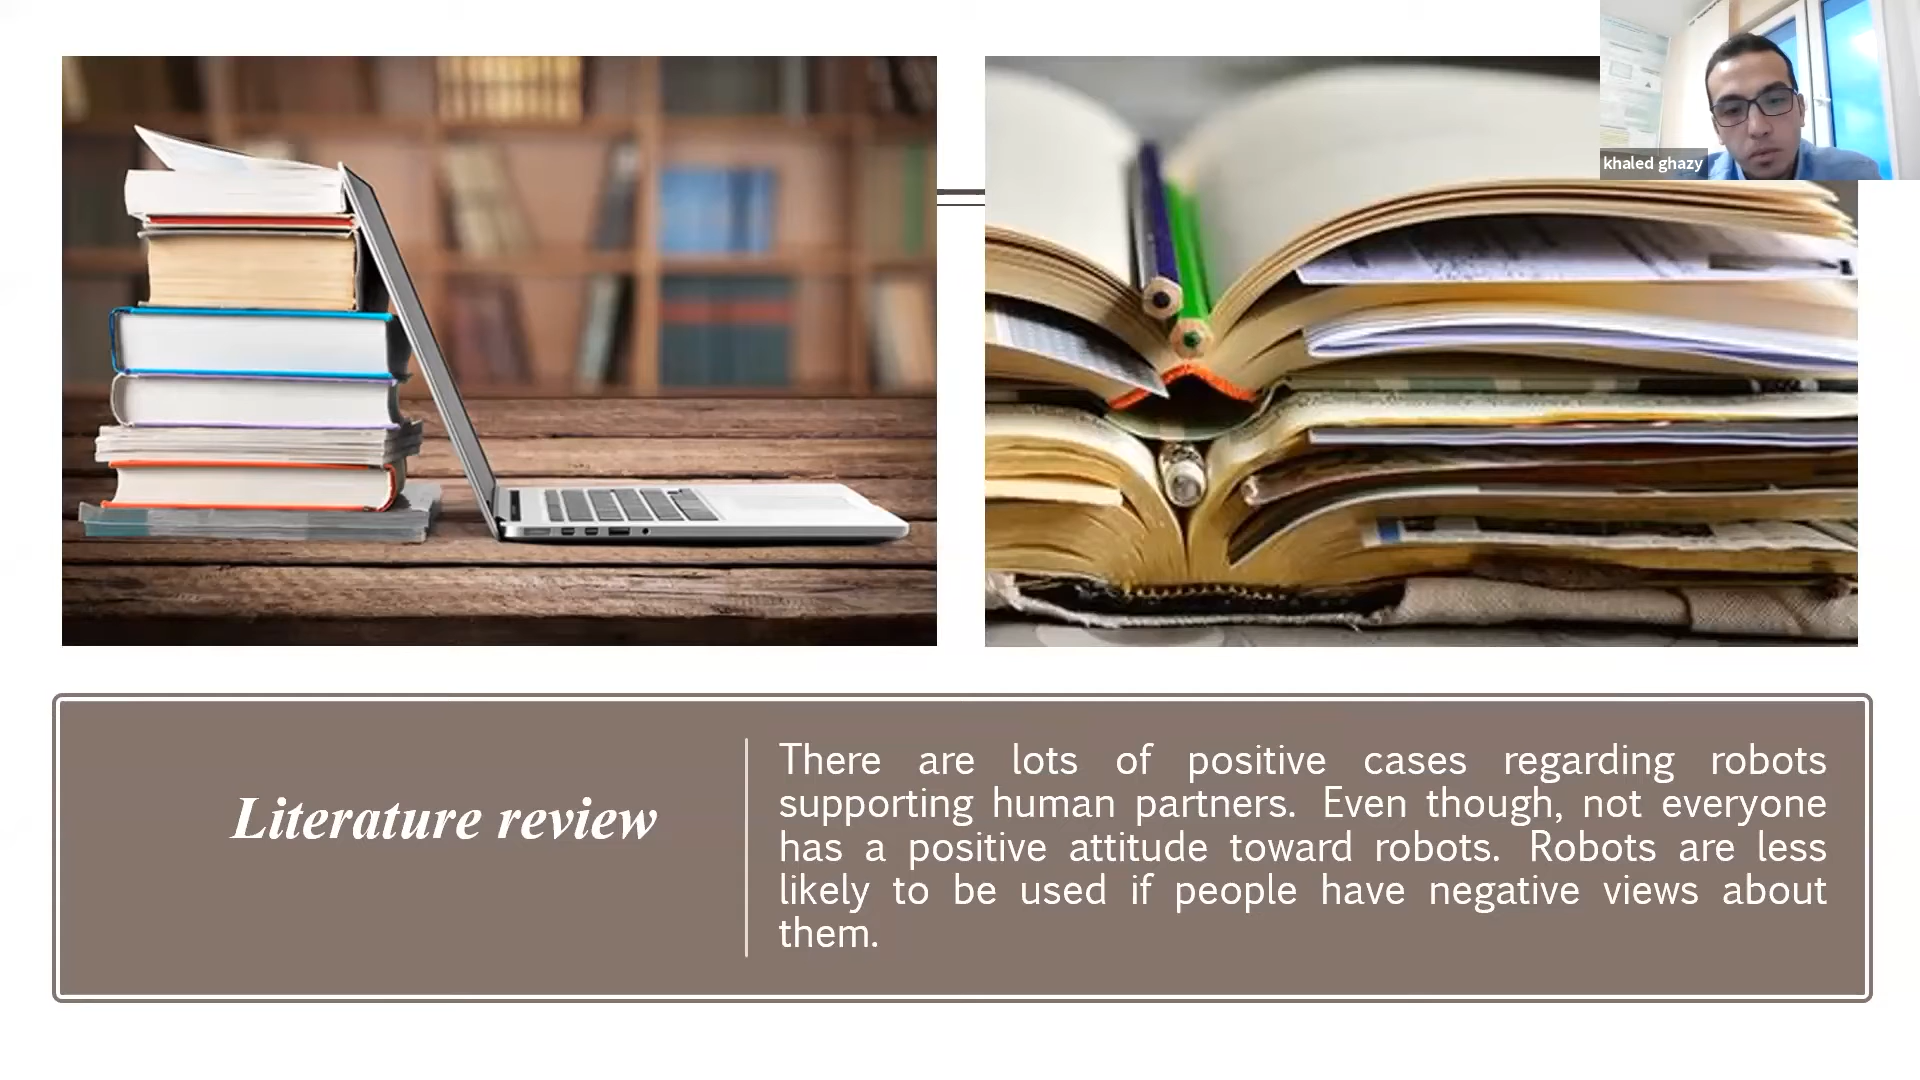 khaled ghazy
Literature review
There are lots of positive cases regarding robots
supporting human partners. Even though, not everyone
has a positive attitude toward robots. Robots are less
likely to be used if people have negative views about
them.